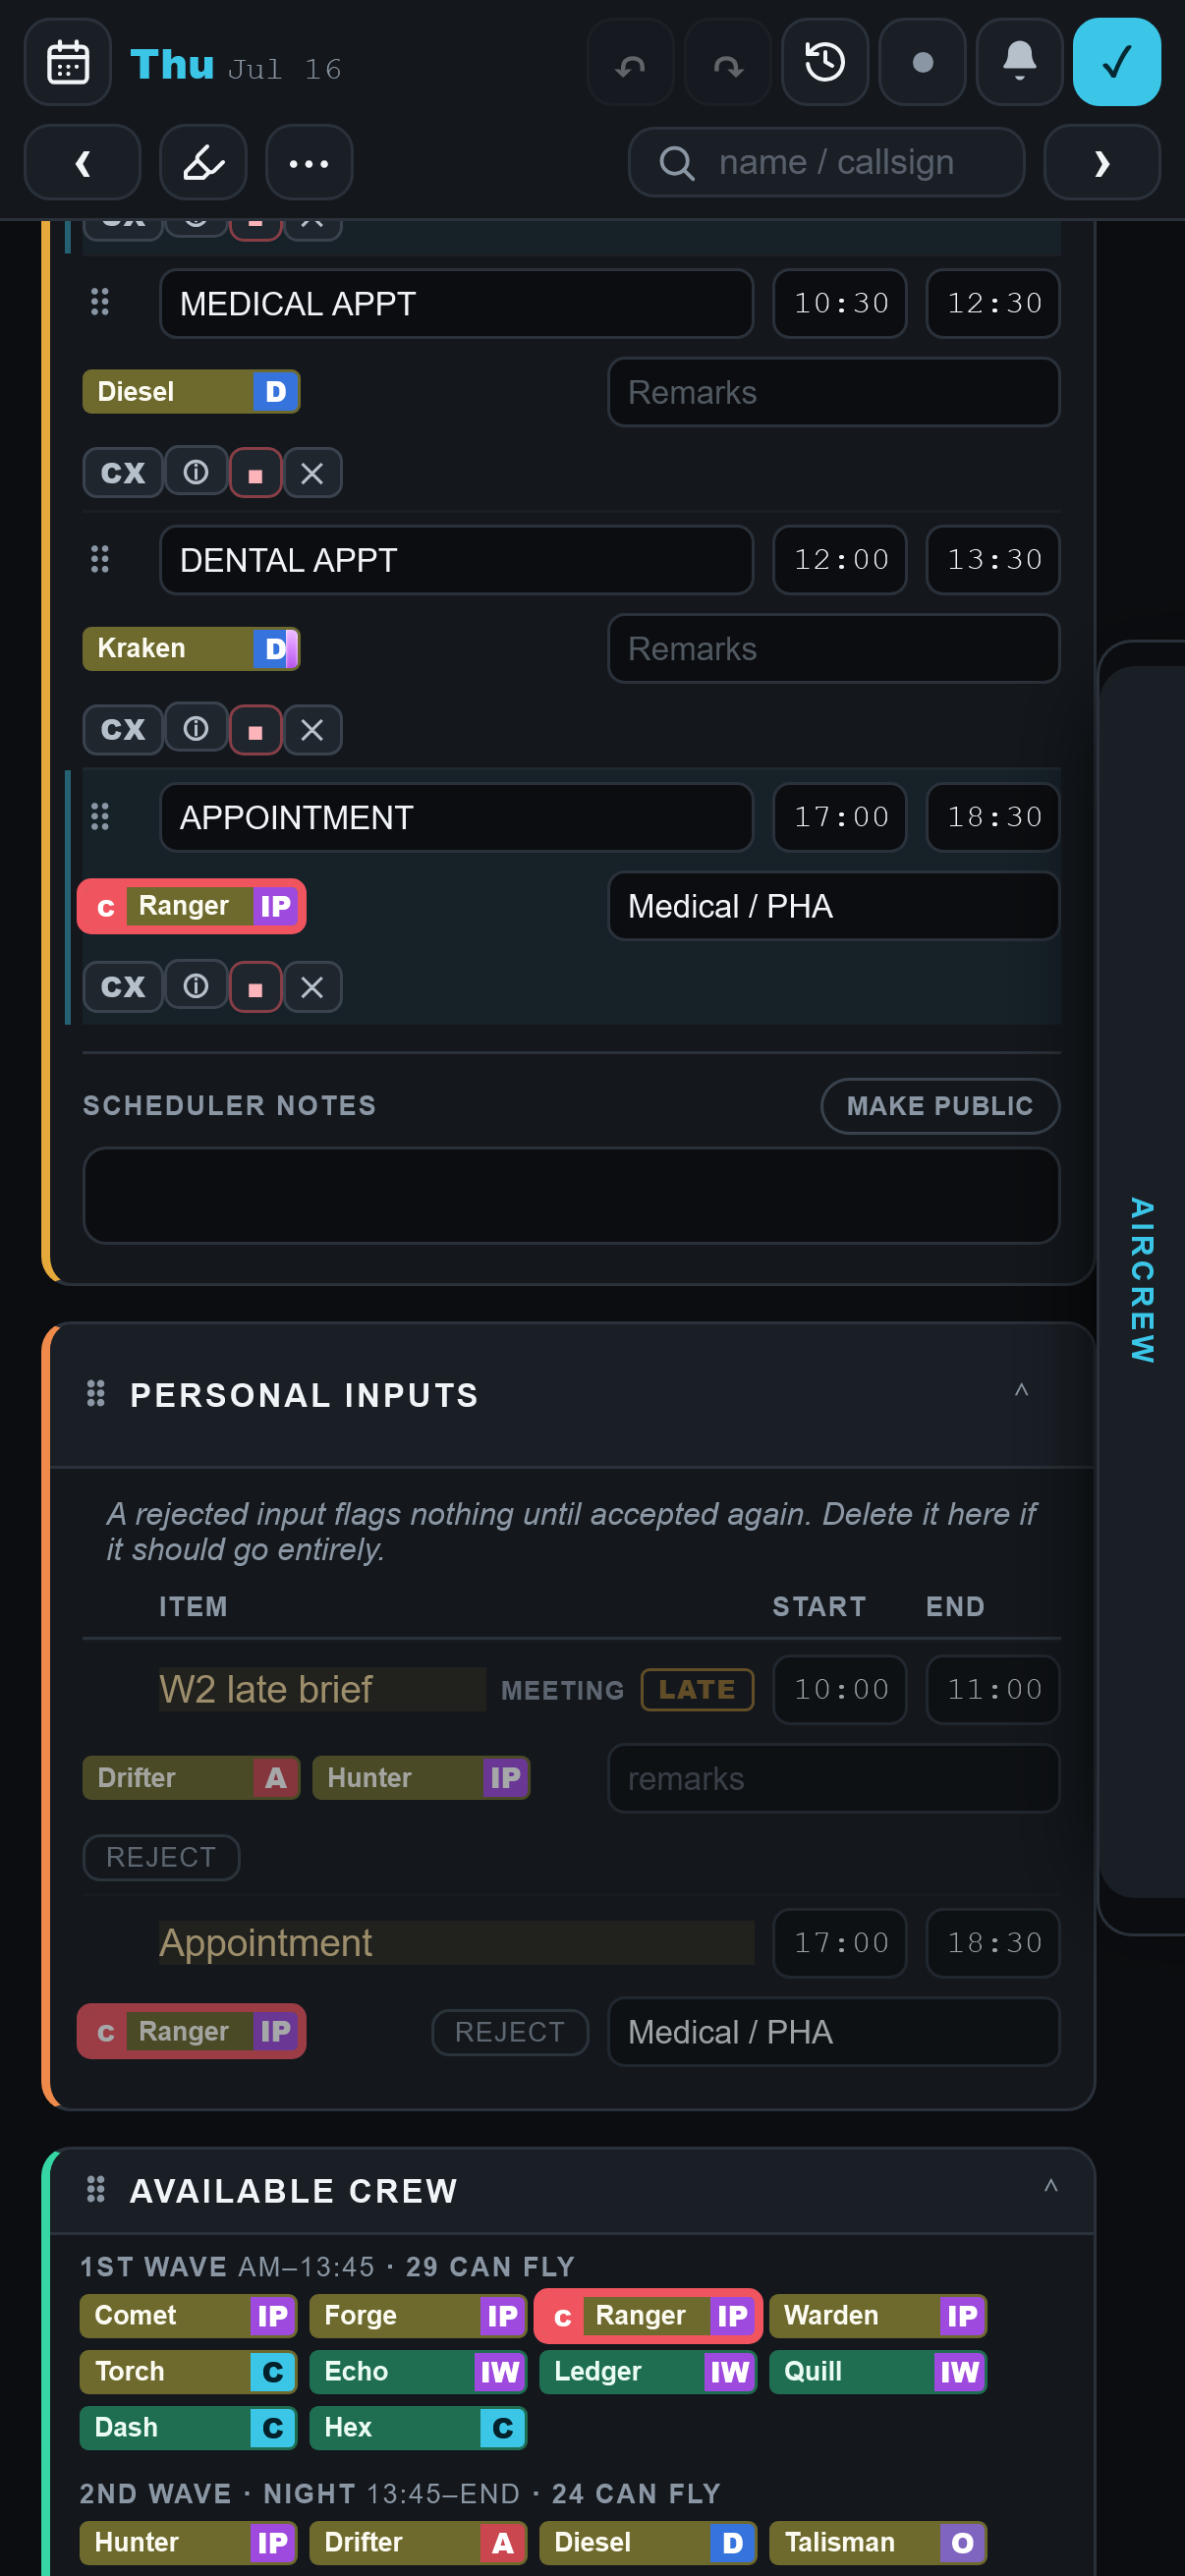 Thu Jul 16
name / callsign
MEDICAL APPT 10:30 12:30
Diesel D Remarks
CX
DENTAL APPT 12:00 13:30
Kraken D Remarks
CX
APPOINTMENT 17:00 18:30
c Ranger IP Medical / PHA
CX
SCHEDULER NOTES MAKE PUBLIC
AIRCREW
PERSONAL INPUTS
A rejected input flags nothing until accepted again. Delete it here if
it should go entirely.
ITEM START END
W2 late brief MEETING LATE 10:00 11:00
Drifter A Hunter IP remarks
REJECT
Appointment 17:00 18:30
c Ranger IP REJECT Medical / PHA
AVAILABLE CREW
1ST WAVE AM–13:45 · 29 CAN FLY
Comet IP Forge IP c Ranger IP Warden IP
Torch C Echo IW Ledger IW Quill IW
Dash C Hex C
2ND WAVE · NIGHT 13:45–END · 24 CAN FLY
Hunter IP Drifter A Diesel D Talisman O